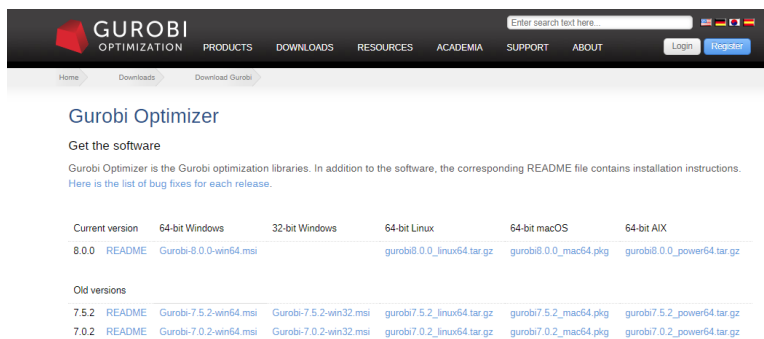 Enter search text here...
GUROBI
OPTIMIZATION
PRODUCTS DOWNLOADS RESOURCES ACADEMIA SUPPORT ABOUT Login Register
Home Downloads Download Gurobi
Gurobi Optimizer
Get the software
Gurobi Optimizer is the Gurobi optimization libraries. In addition to the software, the corresponding README file contains installation instructions.
Here is the list of bug fixes for each release.
Current version 64-bit Windows 32-bit Windows 64-bit Linux 64-bit macOS 64-bit AIX
8.0.0 README Gurobi-8.0.0-win64.msi gurobi8.0.0_linux64.tar.gz gurobi8.0.0_mac64.pkg gurobi8.0.0_power64.tar.gz
Old versions
7.5.2 README Gurobi-7.5.2-win64.msi Gurobi-7.5.2-win32.msi gurobi7.5.2_linux64.tar.gz gurobi7.5.2_mac64.pkg gurobi7.5.2_power64.tar.gz
7.0.2 README Gurobi-7.0.2-win64.msi Gurobi-7.0.2-win32.msi gurobi7.0.2_linux64.tar.gz gurobi7.0.2_mac64.pkg gurobi7.0.2_power64.tar.gz